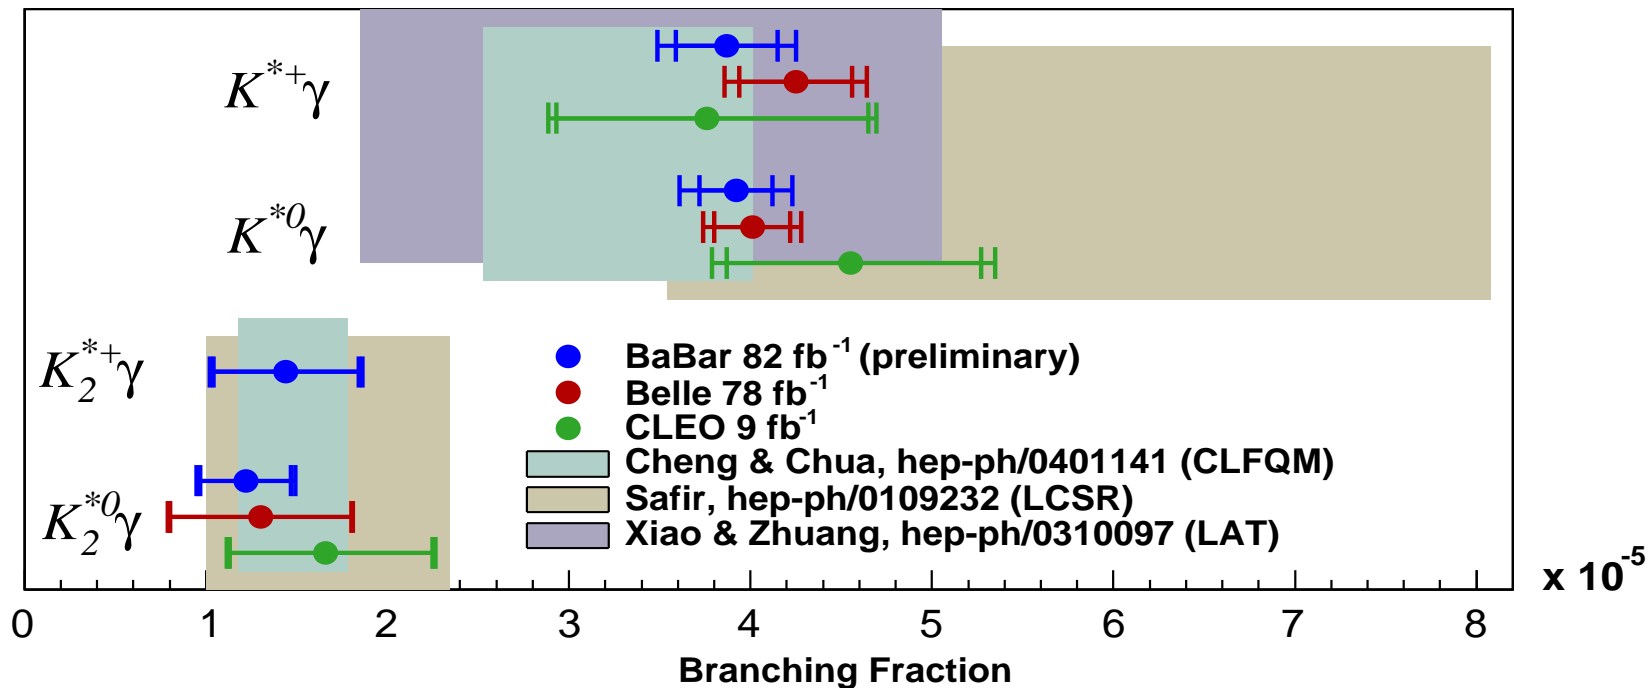 K*+γ
K*0γ
K2*+γ
K2*0γ
BaBar 82 fb-1 (preliminary)
Belle 78 fb-1
CLEO 9 fb-1
Cheng & Chua, hep-ph/0401141 (CLFQM)
Safir, hep-ph/0109232 (LCSR)
Xiao & Zhuang, hep-ph/0310097 (LAT)
x 10-5
0 1 2 3 4 5 6 7 8
Branching Fraction